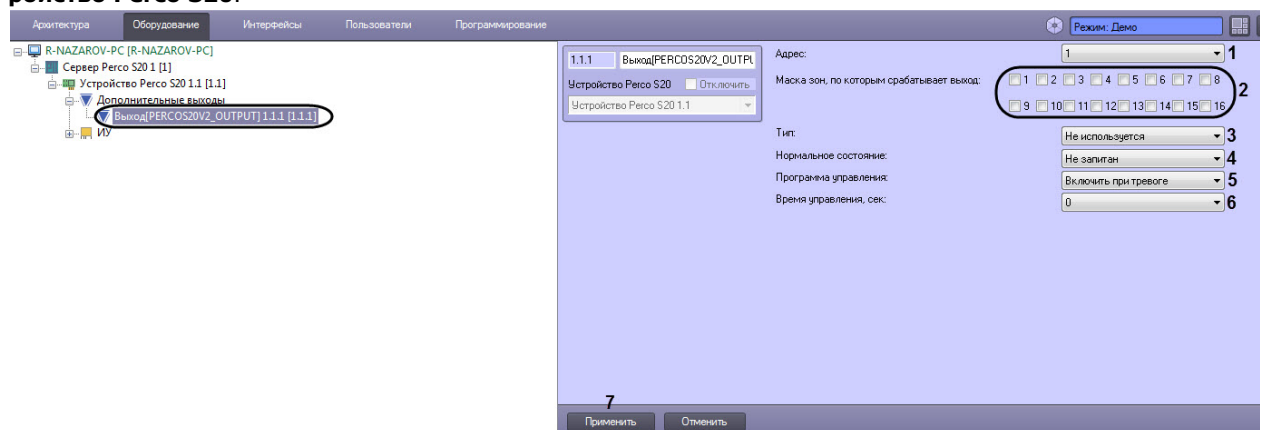 ройство Perco S20.
Архитектура Оборудование Интерфейсы Пользователи Программирование Режим: Демо
R-NAZAROV-PC [R-NAZAROV-PC]
Сервер Perco S20 1 [1]
Устройство Perco S20 1.1 [1.1]
Дополнительные выходы
Выход[PERCOS20V2_OUTPUT] 1.1.1 [1.1.1]
ИУ
1.1.1 Выход[PERCOS20V2_OUTPU
Устройство Perco S20 Отключить
Устройство Perco S20 1.1
Адрес: 1 1
Маска зон, по которым срабатывает выход: 1 2 3 4 5 6 7 8
2
9 10 11 12 13 14 15 16
Тип: Не используется 3
Нормальное состояние: Не запитан 4
Программа управления: Включить при тревоге 5
Время управления, сек: 0 6
7
Применить Отменить